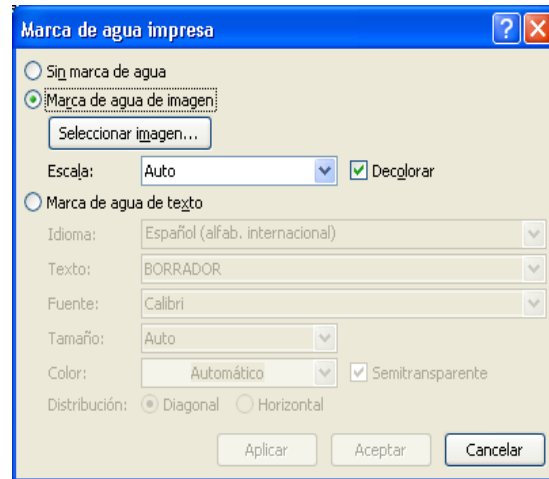 Marca de agua impresa
Sin marca de agua
Marca de agua de imagen
Seleccionar imagen...
Escala: Auto Decolorar
Marca de agua de texto
Idioma: Español (alfab. internacional)
Texto: BORRADOR
Fuente: Calibri
Tamaño: Auto
Color: Automático Semitransparente
Distribución: Diagonal Horizontal
Aplicar Aceptar Cancelar